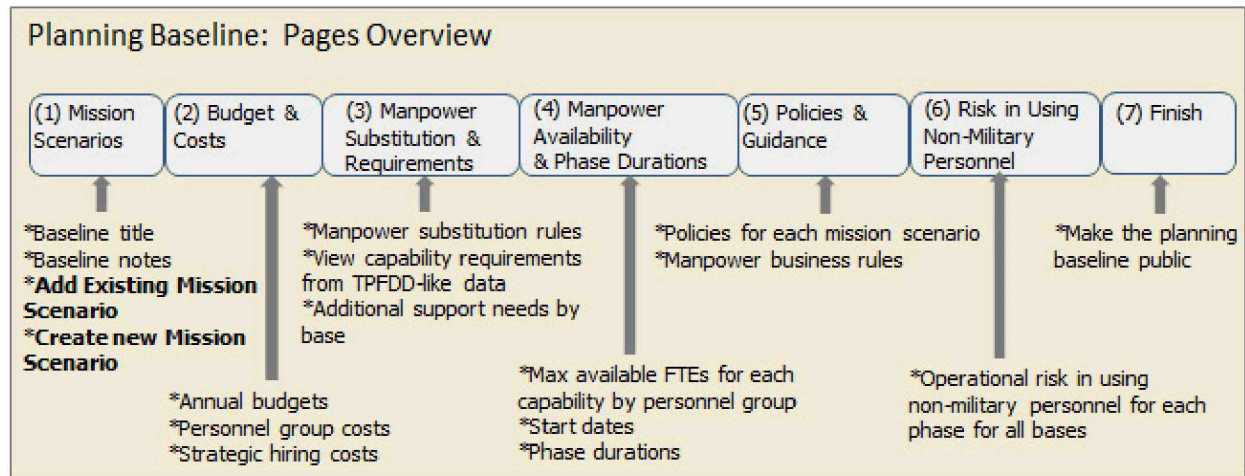 Planning Baseline: Pages Overview
(1) Mission
Scenarios
(2) Budget &
Costs
(3) Manpower
Substitution &
Requirements
(4) Manpower
Availability
& Phase Durations
(5) Policies &
Guidance
(6) Risk in Using
Non-Military
Personnel
(7) Finish
*Baseline title
*Baseline notes
*Add Existing Mission
Scenario
*Create new Mission
Scenario
*Annual budgets
*Personnel group costs
*Strategic hiring costs
*Manpower substitution rules
*View capability requirements
from TPFDD-like data
*Additional support needs by
base
*Max available FTEs for each
capability by personnel group
*Start dates
*Phase durations
*Policies for each mission scenario
*Manpower business rules
*Operational risk in using
non-military personnel for each
phase for all bases
*Make the planning
baseline public